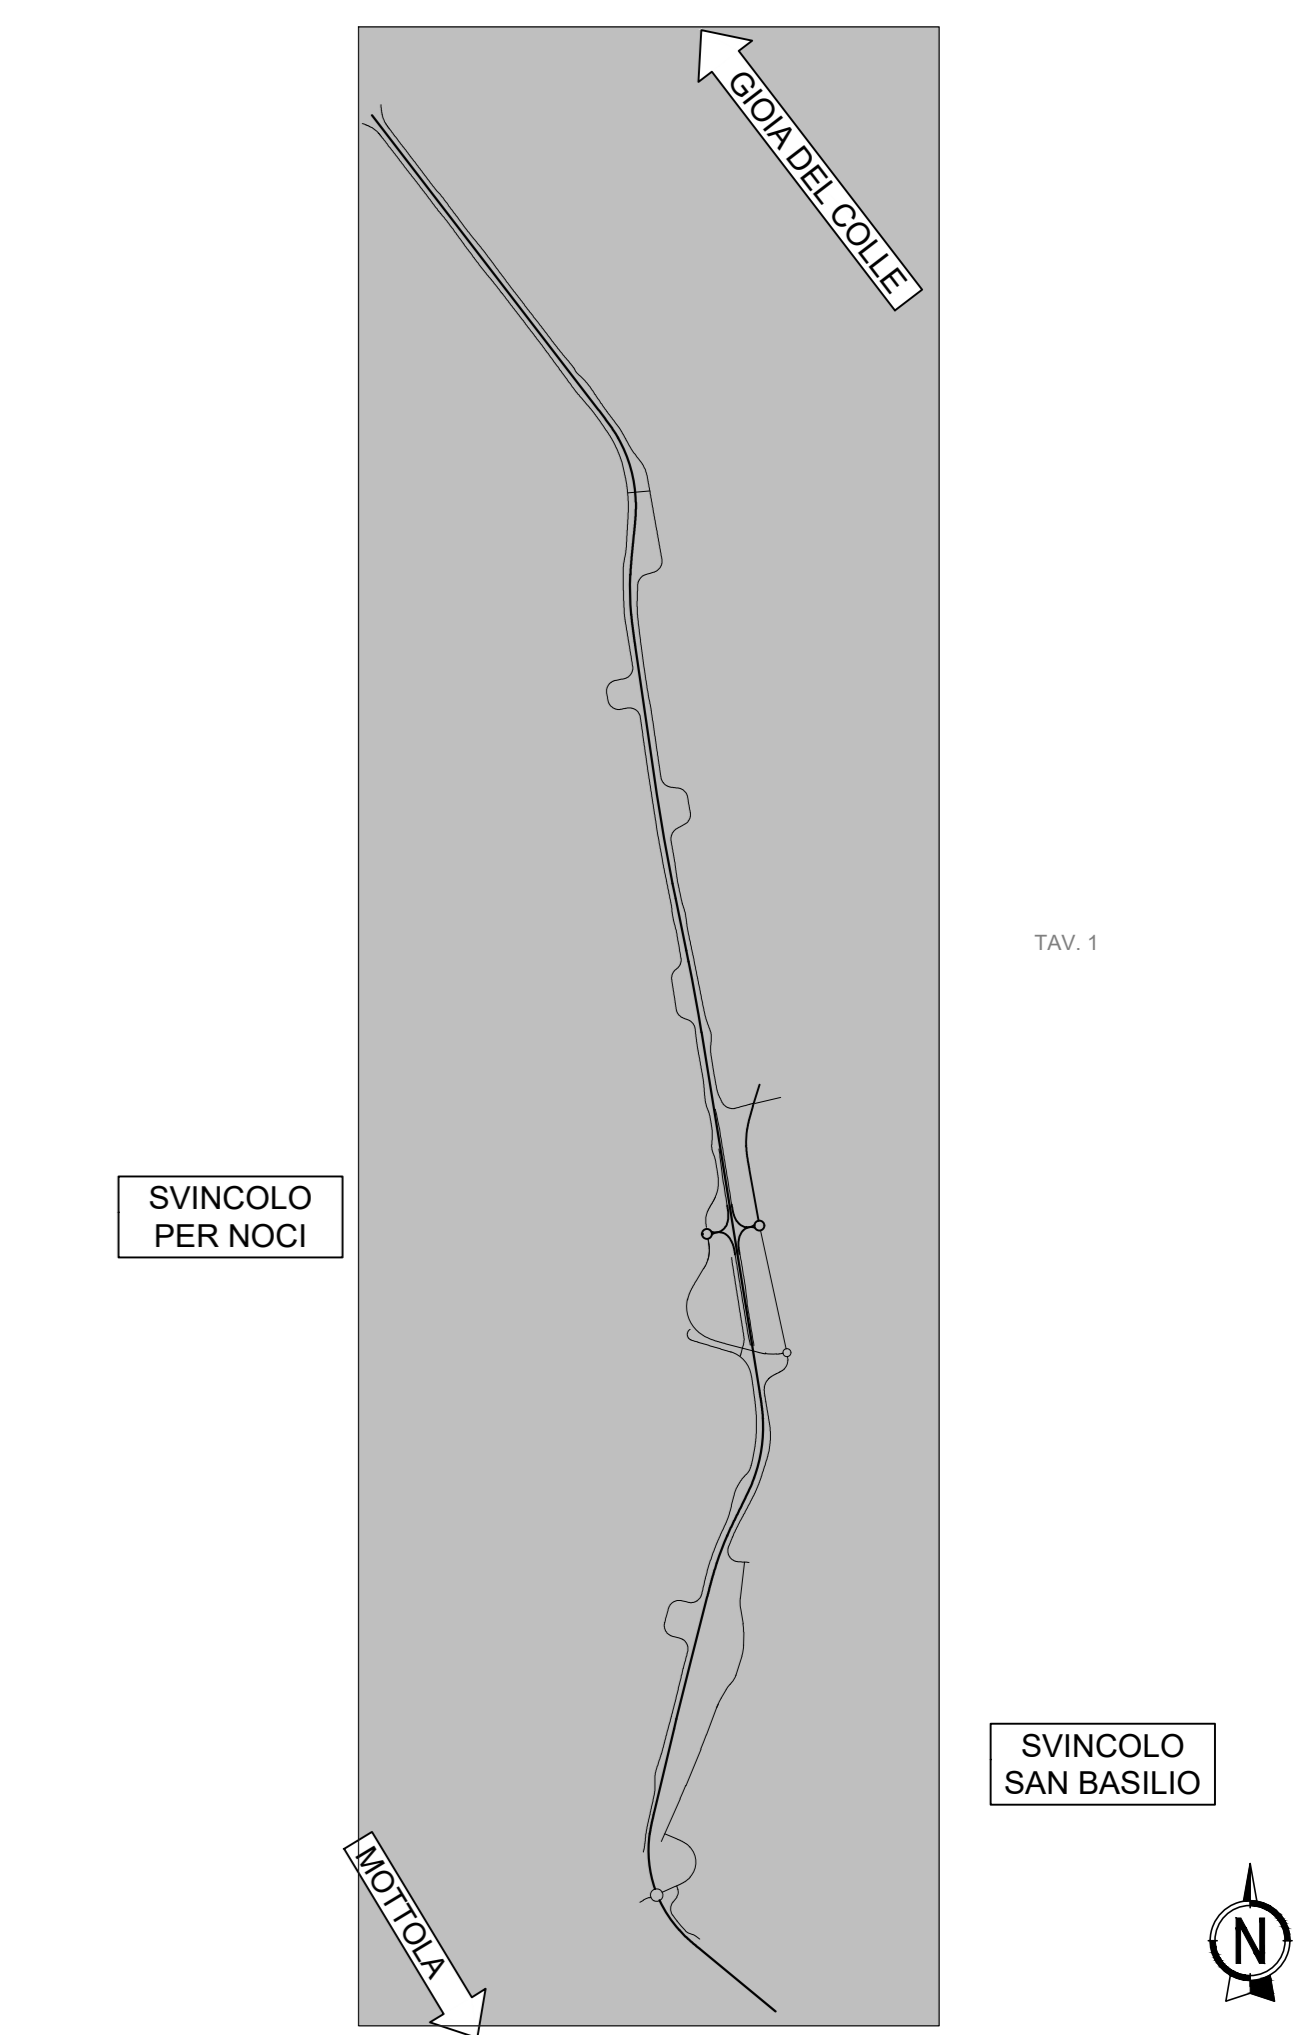 GIOIA DEL COLLE
TAV. 1
SVINCOLO
PER NOCI
SVINCOLO
SAN BASILIO
MOTTOLA
N